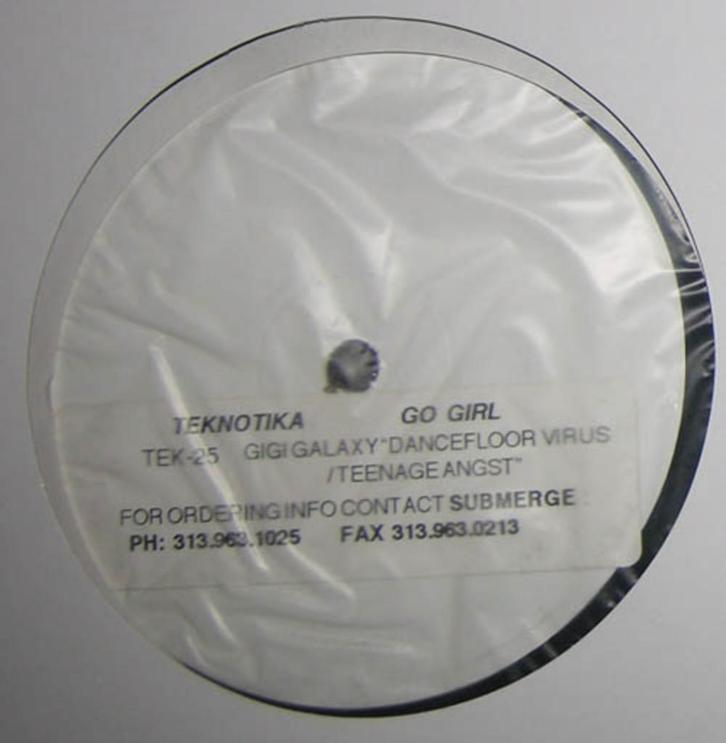 TEKNOTIKA GO GIRL
TEK-25 GIGI GALAXY "DANCEFLOOR VIRUS
/TEENAGE ANGST"
FOR ORDERING INFO CONTACT SUBMERGE :
PH: 313.963.1025 FAX 313.963.0213